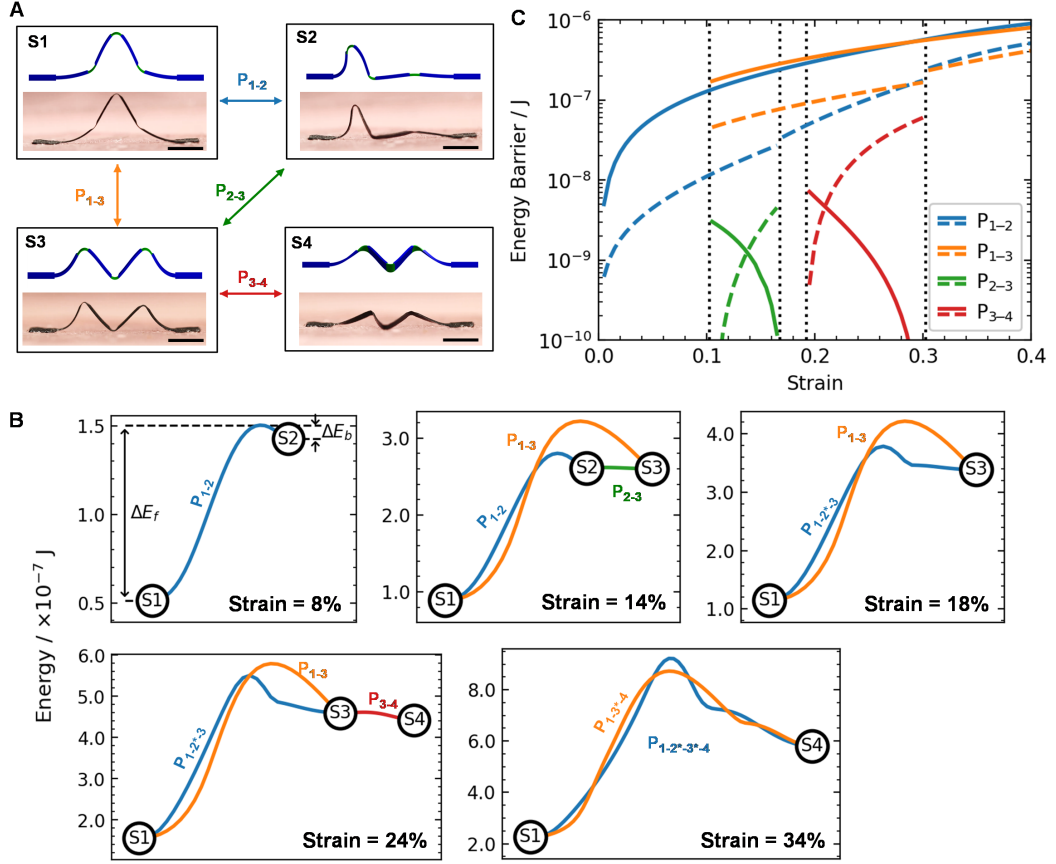 A
S1
S2
P1-2
P1-3
P2-3
S3
S4
P3-4
C
10−6
10−7
10−8
10−9
10−10
Energy Barrier / J
0.0 0.1 0.2 0.3 0.4
Strain
P1−2
P1−3
P2−3
P3−4
B
Energy / ×10−7 J
1.5
1.0
0.5
ΔEf
ΔEb
P1-2
S1
S2
Strain = 8%
3.0
2.0
1.0
P1-3
P1-2
P2-3
S1
S2
S3
Strain = 14%
4.0
3.0
2.0
1.0
P1-3
P1-2*-3
S1
S3
Strain = 18%
6.0
5.0
4.0
3.0
2.0
P1-3
P3-4
P1-2*-3
S1
S3
S4
Strain = 24%
8.0
6.0
4.0
2.0
P1-3*-4
P1-2*-3*-4
S1
S4
Strain = 34%